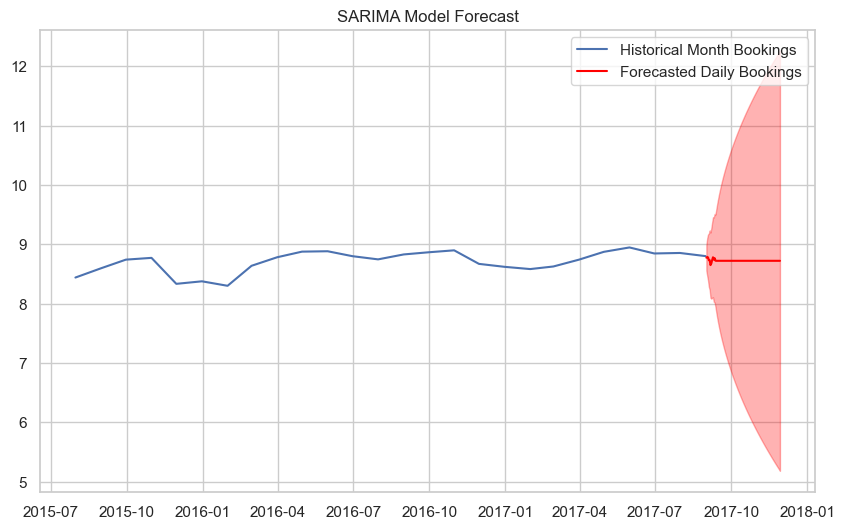 SARIMA Model Forecast
Historical Month Bookings
Forecasted Daily Bookings
12
11
10
9
8
7
6
5
2015-07 2015-10 2016-01 2016-04 2016-07 2016-10 2017-01 2017-04 2017-07 2017-10 2018-01